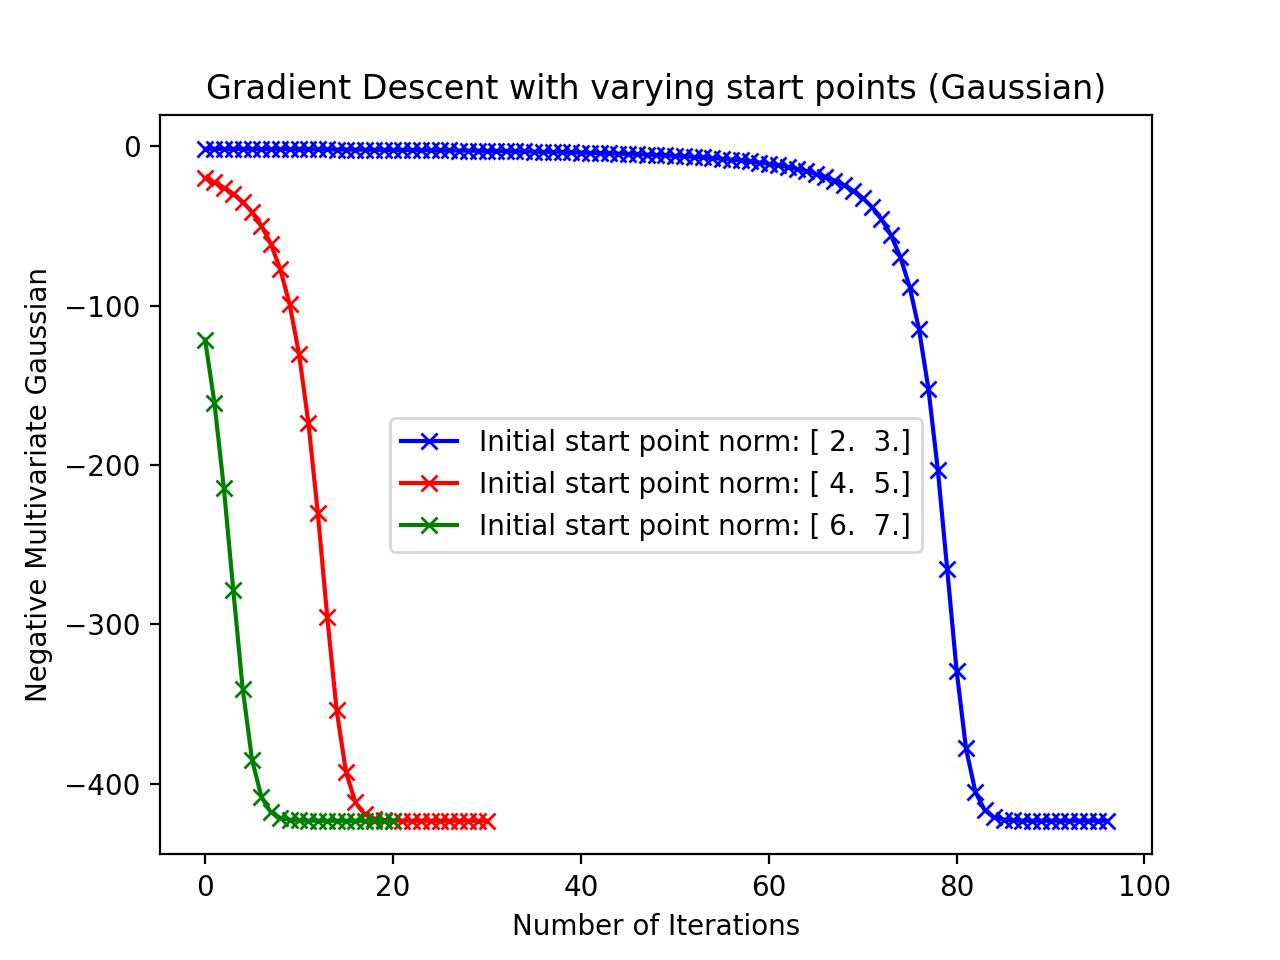 Gradient Descent with varying start points (Gaussian)
Negative Multivariate Gaussian
0
−100
−200
−300
−400
Initial start point norm: [ 2.  3.]
Initial start point norm: [ 4.  5.]
Initial start point norm: [ 6.  7.]
0 20 40 60 80 100
Number of Iterations